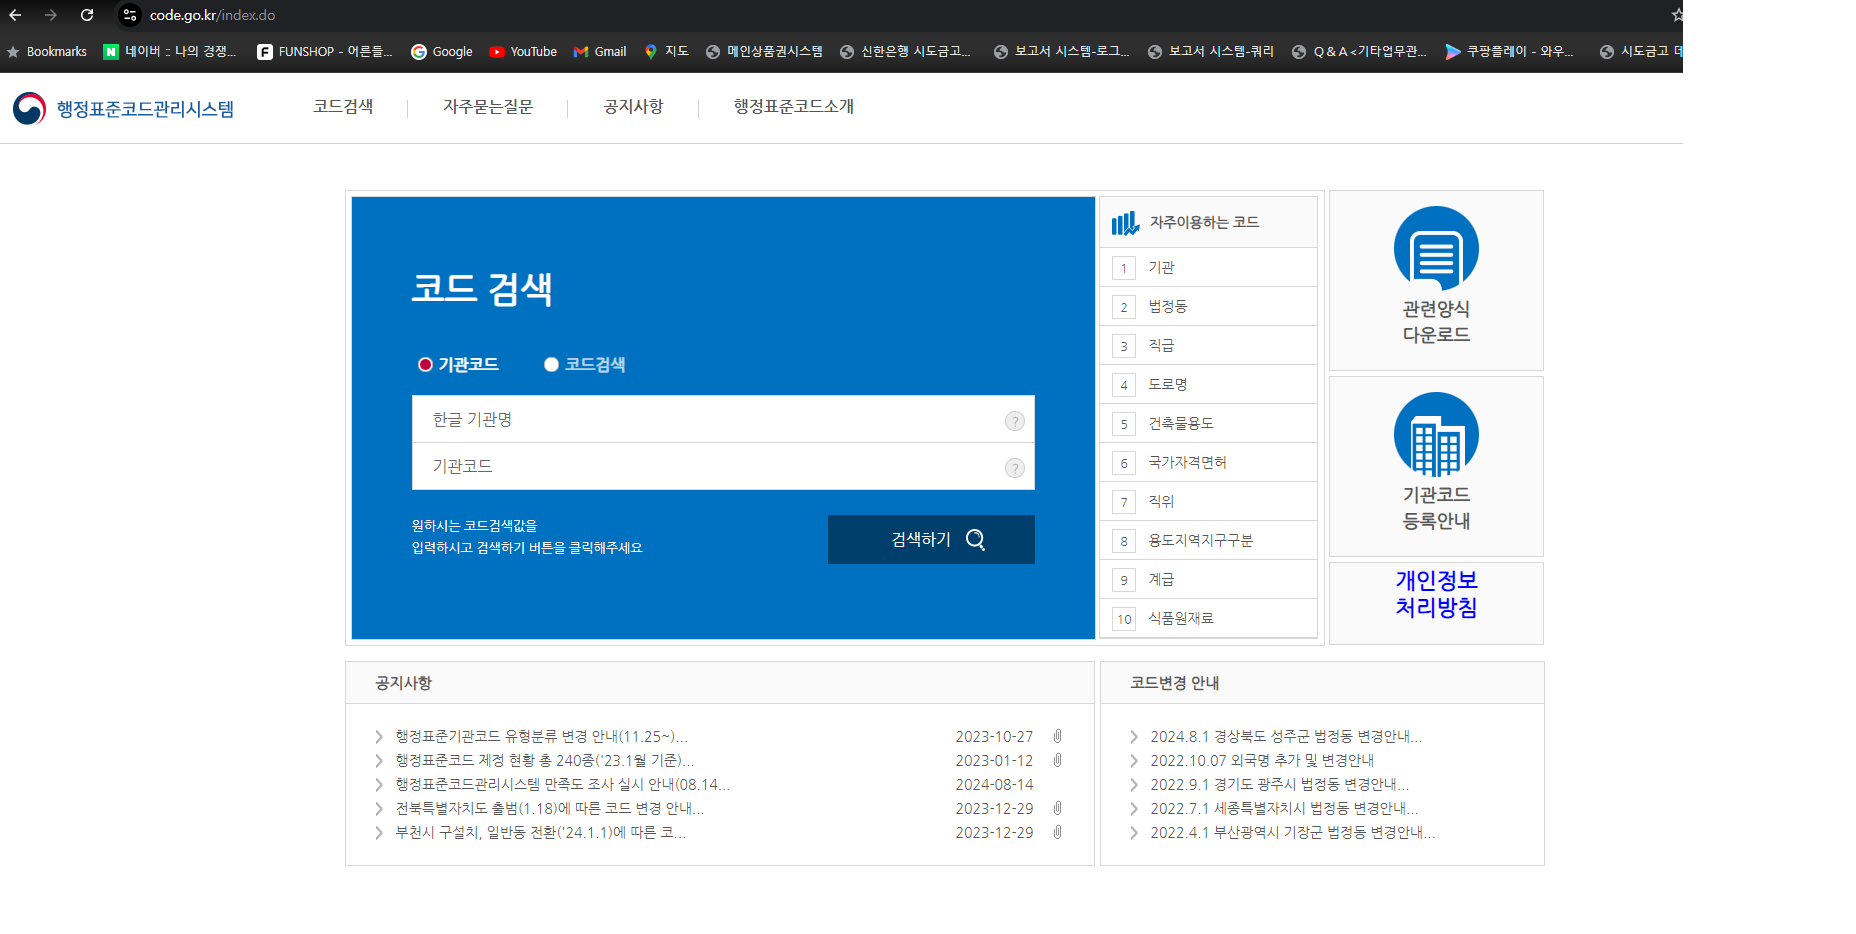 code.go.kr/index.do
Bookmarks
네이버 :: 나의 경쟁...
FUNSHOP - 어른들...
Google
YouTube
Gmail
지도
메인상품권시스템
신한은행 시도금고...
보고서 시스템-로그...
보고서 시스템-쿼리
Q & A <기타업무관...
쿠팡플레이 - 와우...
시도금고 데
행정표준코드관리시스템
코드검색
자주묻는질문
공지사항
행정표준코드소개
코드 검색
기관코드
코드검색
한글 기관명
?
기관코드
?
원하시는 코드검색값을
입력하시고 검색하기 버튼을 클릭해주세요
검색하기
자주이용하는 코드
1 기관
2 법정동
3 직급
4 도로명
5 건축물용도
6 국가자격면허
7 직위
8 용도지역지구구분
9 계급
10 식품원재료
관련양식
다운로드
기관코드
등록안내
개인정보
처리방침
공지사항
행정표준기관코드 유형분류 변경 안내(11.25~)... 2023-10-27
행정표준코드 제정 현황 총 240종('23.1월 기준)... 2023-01-12
행정표준코드관리시스템 만족도 조사 실시 안내(08.14... 2024-08-14
전북특별자치도 출범(1.18)에 따른 코드 변경 안내... 2023-12-29
부천시 구설치, 일반동 전환('24.1.1)에 따른 코... 2023-12-29
코드변경 안내
2024.8.1 경상북도 성주군 법정동 변경안내...
2022.10.07 외국명 추가 및 변경안내
2022.9.1 경기도 광주시 법정동 변경안내...
2022.7.1 세종특별자치시 법정동 변경안내...
2022.4.1 부산광역시 기장군 법정동 변경안내...